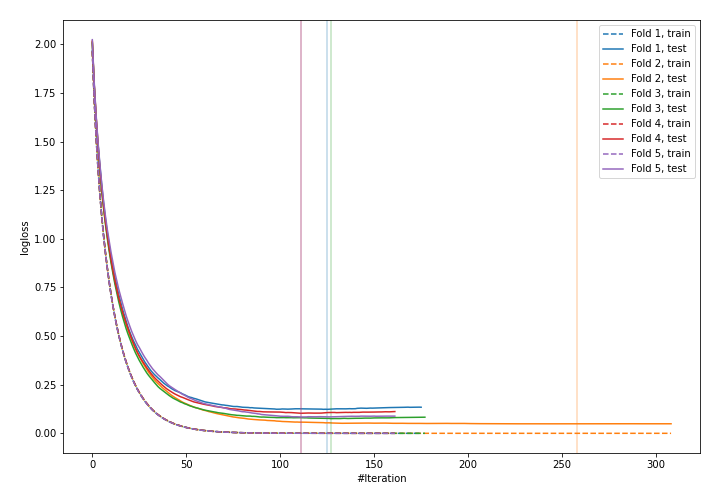 2.00
1.75
1.50
1.25
1.00
0.75
0.50
0.25
0.00
logloss
0
50
100
150
200
250
300
#Iteration
Fold 1, train
Fold 1, test
Fold 2, train
Fold 2, test
Fold 3, train
Fold 3, test
Fold 4, train
Fold 4, test
Fold 5, train
Fold 5, test